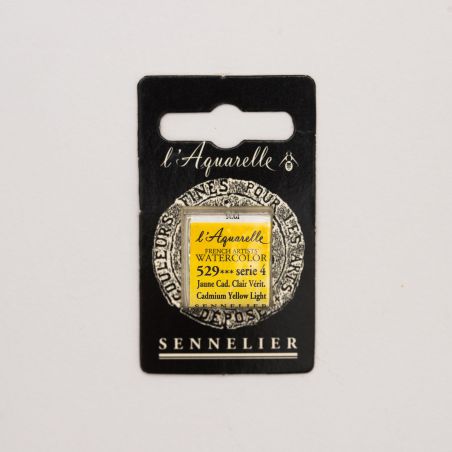 l'Aquarelle
COULEURS FINES POUR LES ARTS
l'Aquarelle
FRENCH ARTISTS'
WATERCOLOR
529*** serie 4
Jaune Cad. Clair Vérit.
Cadmium Yellow Light
SENNELIER
DÉPOSÉ
SENNELIER